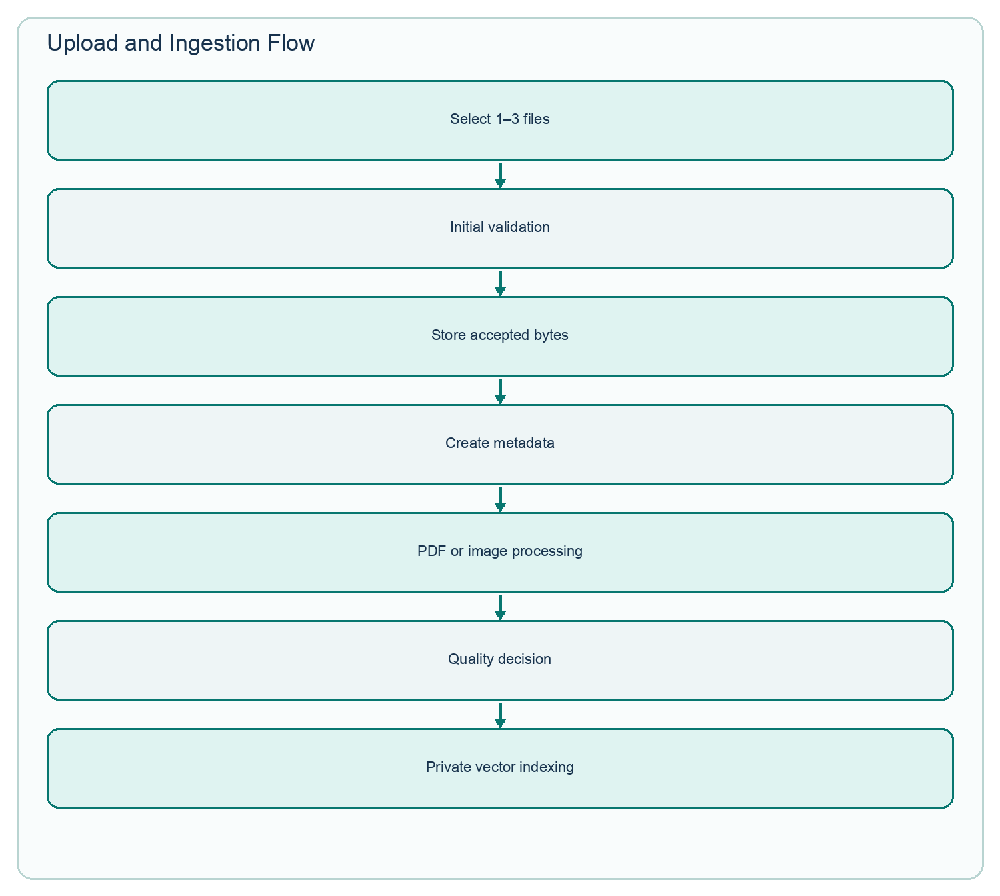 Upload and Ingestion Flow
Select 1–3 files
Initial validation
Store accepted bytes
Create metadata
PDF or image processing
Quality decision
Private vector indexing